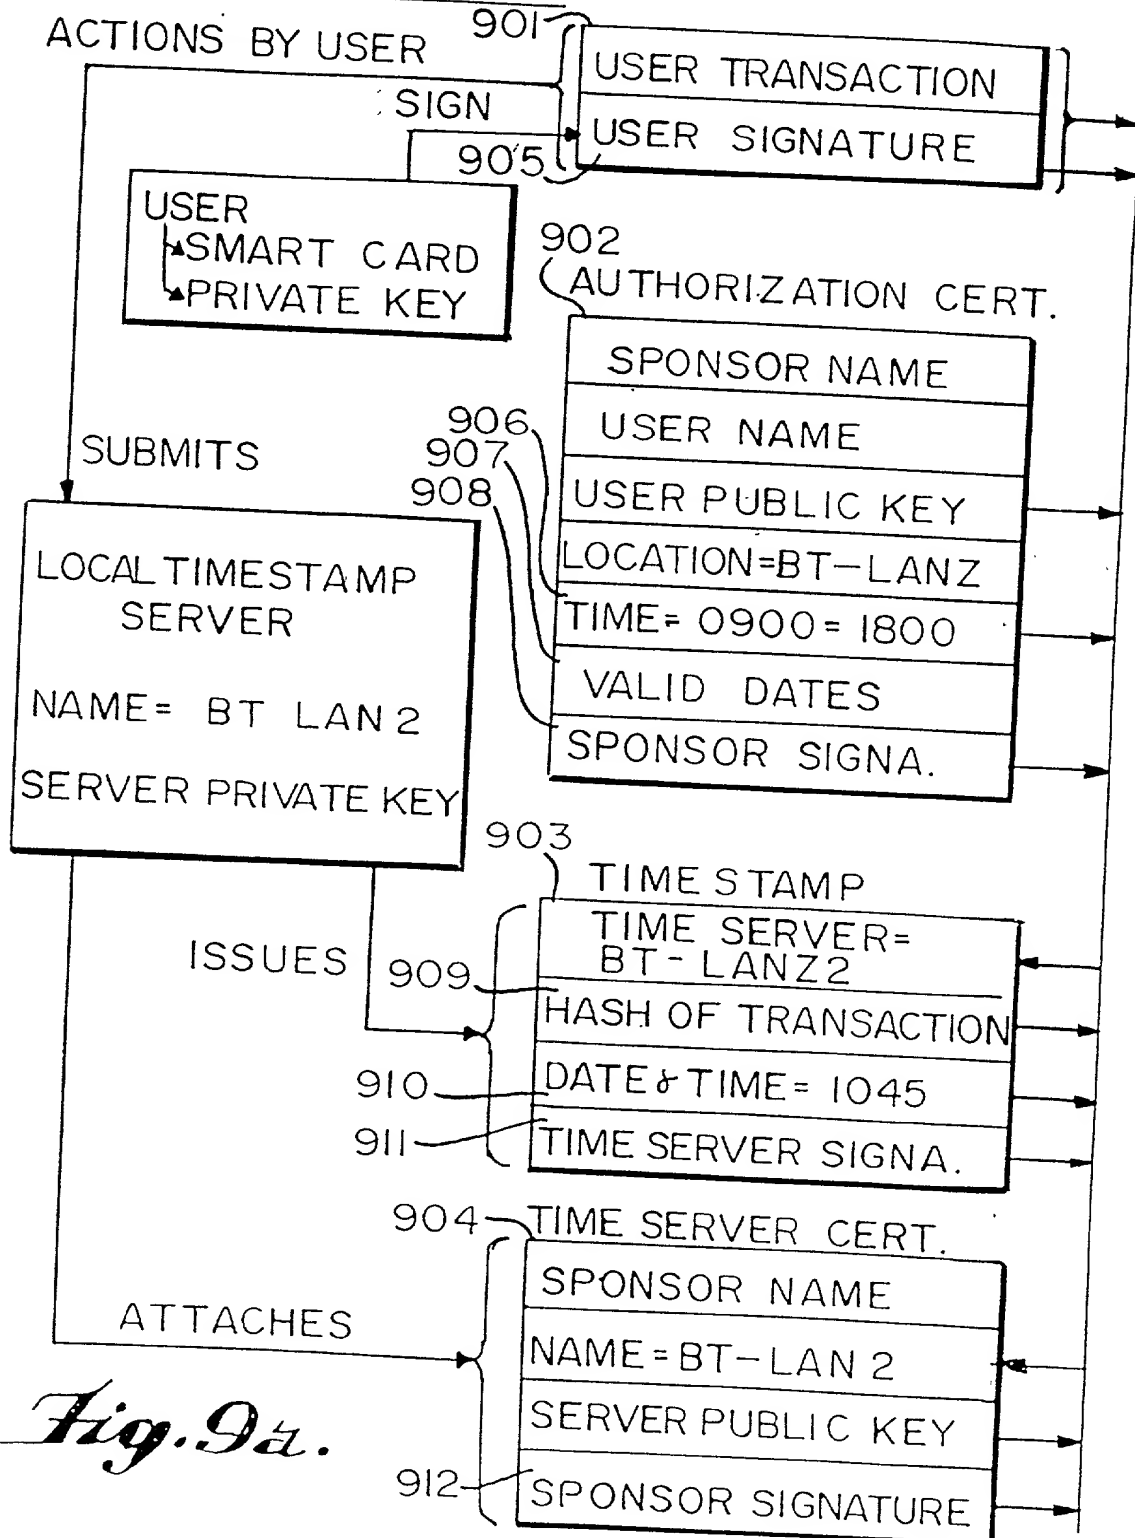 901
ACTIONS BY USER
USER TRANSACTION
SIGN
USER SIGNATURE
905
USER
SMART CARD
PRIVATE KEY
902
AUTHORIZATION CERT.
SPONSOR NAME
906
USER NAME
907
SUBMITS
908
USER PUBLIC KEY
LOCATION=BT-LANZ
LOCAL TIMESTAMP
SERVER
TIME= 0900= 1800
NAME= BT LAN 2
VALID DATES
SPONSOR SIGNA.
SERVER PRIVATE KEY
903
TIMESTAMP
TIME SERVER=
BT-LANZ2
ISSUES
909
HASH OF TRANSACTION
910
DATE & TIME= 1045
911
TIME SERVER SIGNA.
904
TIME SERVER CERT.
SPONSOR NAME
ATTACHES
NAME=BT-LAN 2
SERVER PUBLIC KEY
Fig. 9a.
912
SPONSOR SIGNATURE